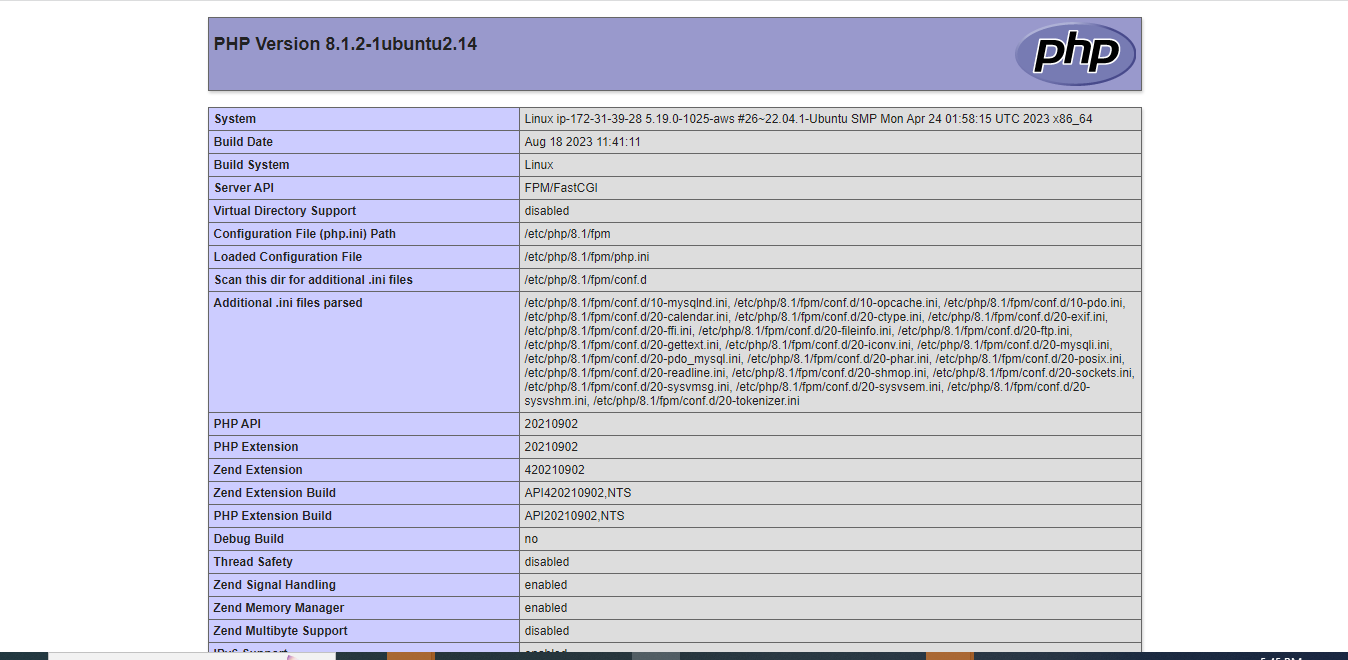 PHP Version 8.1.2-1ubuntu2.14
php
System Linux ip-172-31-39-28 5.19.0-1025-aws #26~22.04.1-Ubuntu SMP Mon Apr 24 01:58:15 UTC 2023 x86_64
Build Date Aug 18 2023 11:41:11
Build System Linux
Server API FPM/FastCGI
Virtual Directory Support disabled
Configuration File (php.ini) Path /etc/php/8.1/fpm
Loaded Configuration File /etc/php/8.1/fpm/php.ini
Scan this dir for additional .ini files /etc/php/8.1/fpm/conf.d
Additional .ini files parsed /etc/php/8.1/fpm/conf.d/10-mysqlnd.ini, /etc/php/8.1/fpm/conf.d/10-opcache.ini, /etc/php/8.1/fpm/conf.d/10-pdo.ini,
/etc/php/8.1/fpm/conf.d/20-calendar.ini, /etc/php/8.1/fpm/conf.d/20-ctype.ini, /etc/php/8.1/fpm/conf.d/20-exif.ini,
/etc/php/8.1/fpm/conf.d/20-ffi.ini, /etc/php/8.1/fpm/conf.d/20-fileinfo.ini, /etc/php/8.1/fpm/conf.d/20-ftp.ini,
/etc/php/8.1/fpm/conf.d/20-gettext.ini, /etc/php/8.1/fpm/conf.d/20-iconv.ini, /etc/php/8.1/fpm/conf.d/20-mysqli.ini,
/etc/php/8.1/fpm/conf.d/20-pdo_mysql.ini, /etc/php/8.1/fpm/conf.d/20-phar.ini, /etc/php/8.1/fpm/conf.d/20-posix.ini,
/etc/php/8.1/fpm/conf.d/20-readline.ini, /etc/php/8.1/fpm/conf.d/20-shmop.ini, /etc/php/8.1/fpm/conf.d/20-sockets.ini,
/etc/php/8.1/fpm/conf.d/20-sysvmsg.ini, /etc/php/8.1/fpm/conf.d/20-sysvsem.ini, /etc/php/8.1/fpm/conf.d/20-
sysvshm.ini, /etc/php/8.1/fpm/conf.d/20-tokenizer.ini
PHP API 20210902
PHP Extension 20210902
Zend Extension 420210902
Zend Extension Build API420210902,NTS
PHP Extension Build API20210902,NTS
Debug Build no
Thread Safety disabled
Zend Signal Handling enabled
Zend Memory Manager enabled
Zend Multibyte Support disabled
IPv6 Support enabled